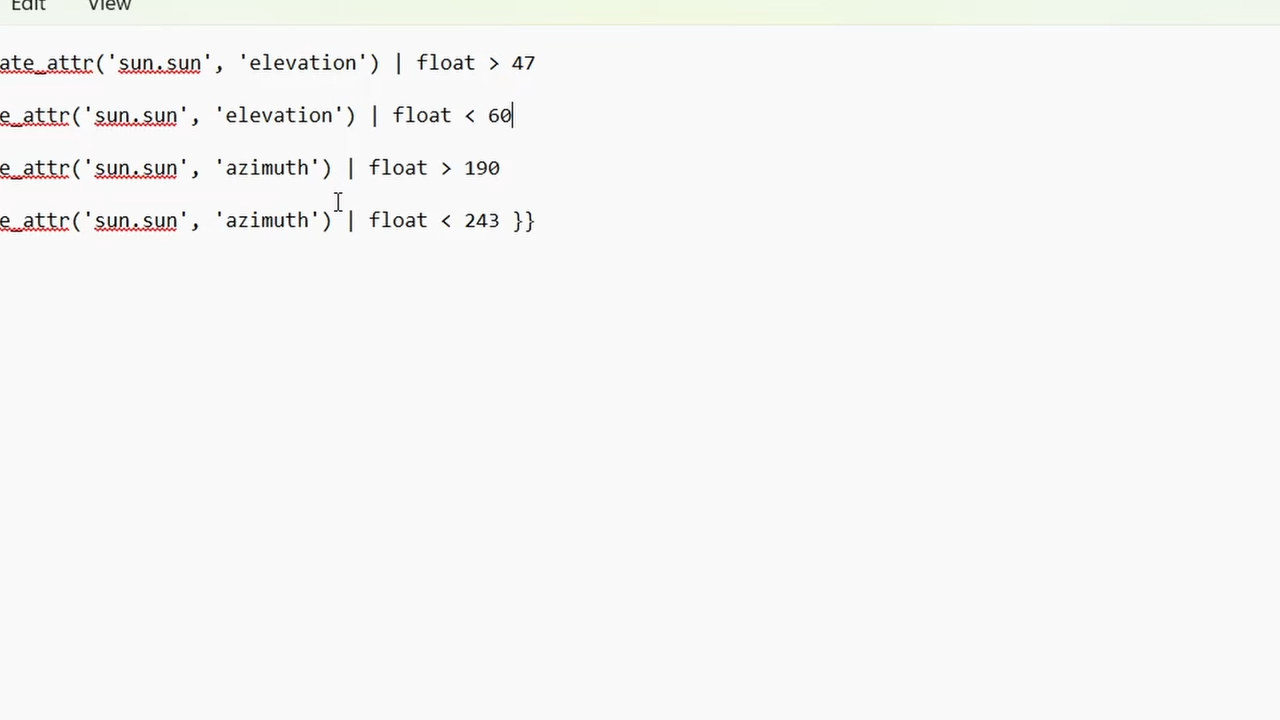 Edit View
ate_attr('sun.sun', 'elevation') | float > 47
e_attr('sun.sun', 'elevation') | float < 60
e_attr('sun.sun', 'azimuth') | float > 190
e_attr('sun.sun', 'azimuth') | float < 243 }}